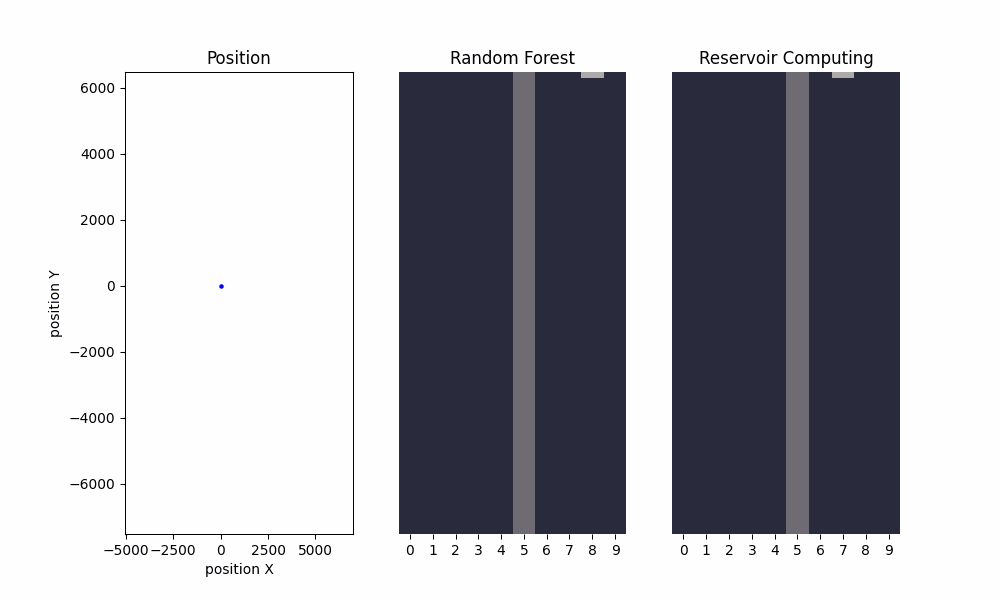 Position
Random Forest
Reservoir Computing
6000
4000
2000
0
−2000
−4000
−6000
position Y
−5000 −2500 0 2500 5000
position X
0 1 2 3 4 5 6 7 8 9
0 1 2 3 4 5 6 7 8 9